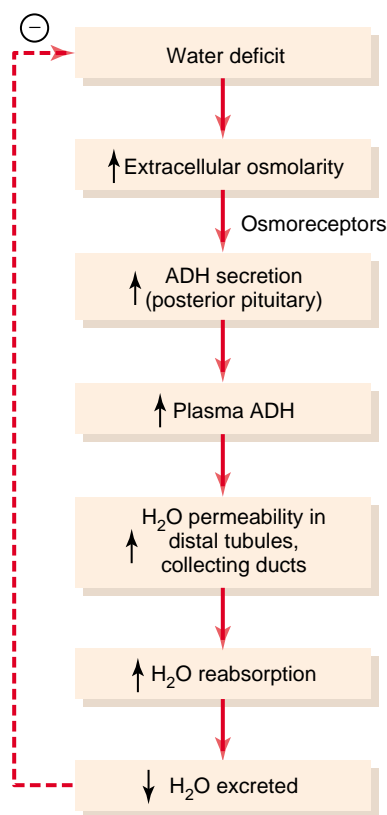 −
Water deficit
↑ Extracellular osmolarity
Osmoreceptors
↑ ADH secretion
(posterior pituitary)
↑ Plasma ADH
↑ H₂O permeability in
distal tubules,
collecting ducts
↑ H₂O reabsorption
↓ H₂O excreted